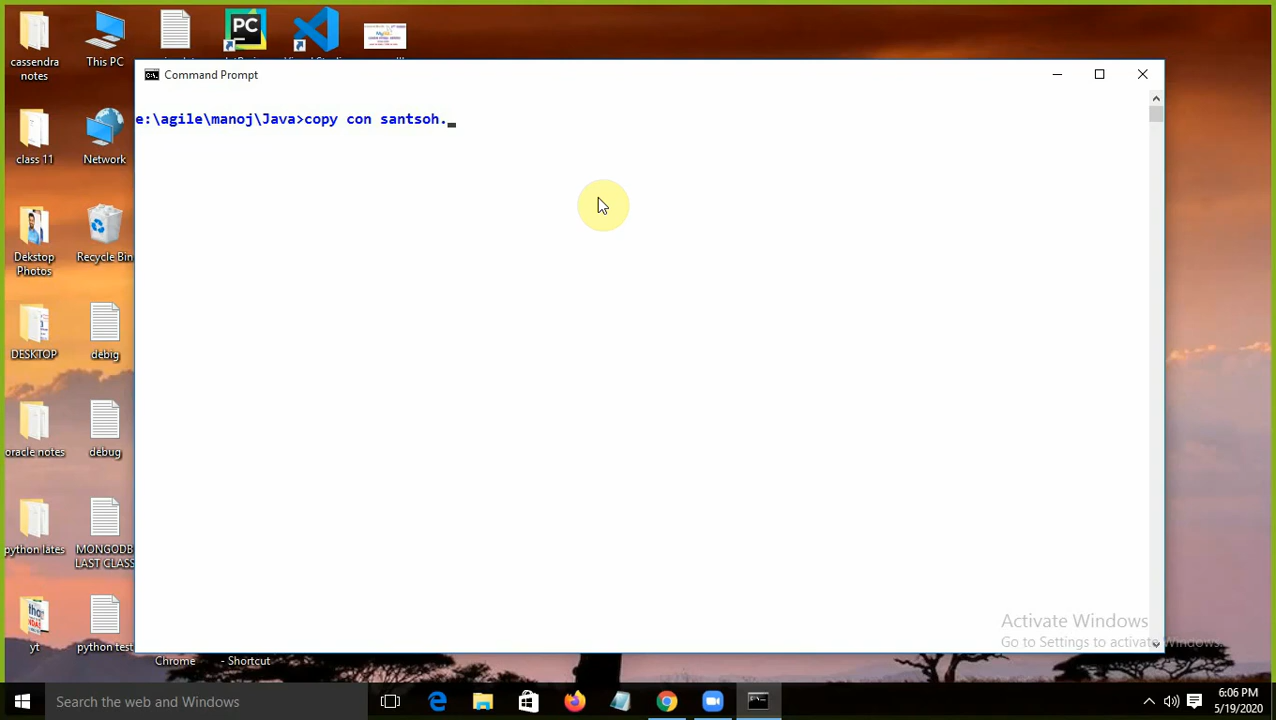 PC
My
cassendra notes
This PC
Command Prompt
e:\agile\manoj\Java>copy con santsoh._
class 11
Network
Dekstop Photos
Recycle Bin
DESKTOP
debig
oracle notes
debug
python lates
MONGODB LAST CLASS
yt
python test
Chrome
- Shortcut
Activate Windows
Go to Settings to activate Windows.
Search the web and Windows
6:06 PM
5/19/2020